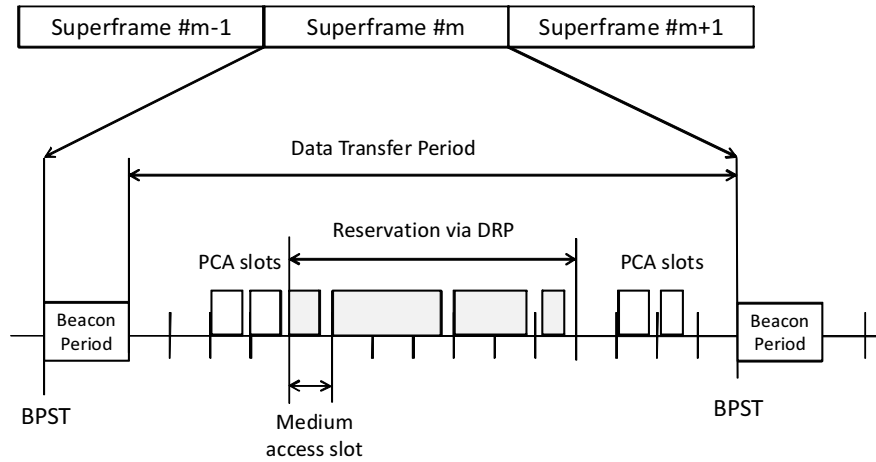 Superframe #m-1
Superframe #m
Superframe #m+1
Data Transfer Period
Reservation via DRP
PCA slots
PCA slots
Beacon
Period
Beacon
Period
BPST
BPST
Medium
access slot